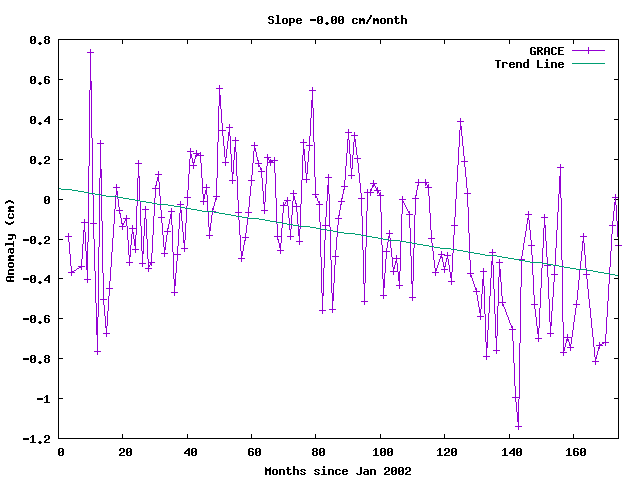 Slope -0.00 cm/month
GRACE
Trend Line
Anomaly (cm)
0.8
0.6
0.4
0.2
0
-0.2
-0.4
-0.6
-0.8
-1
-1.2
0 20 40 60 80 100 120 140 160
Months since Jan 2002